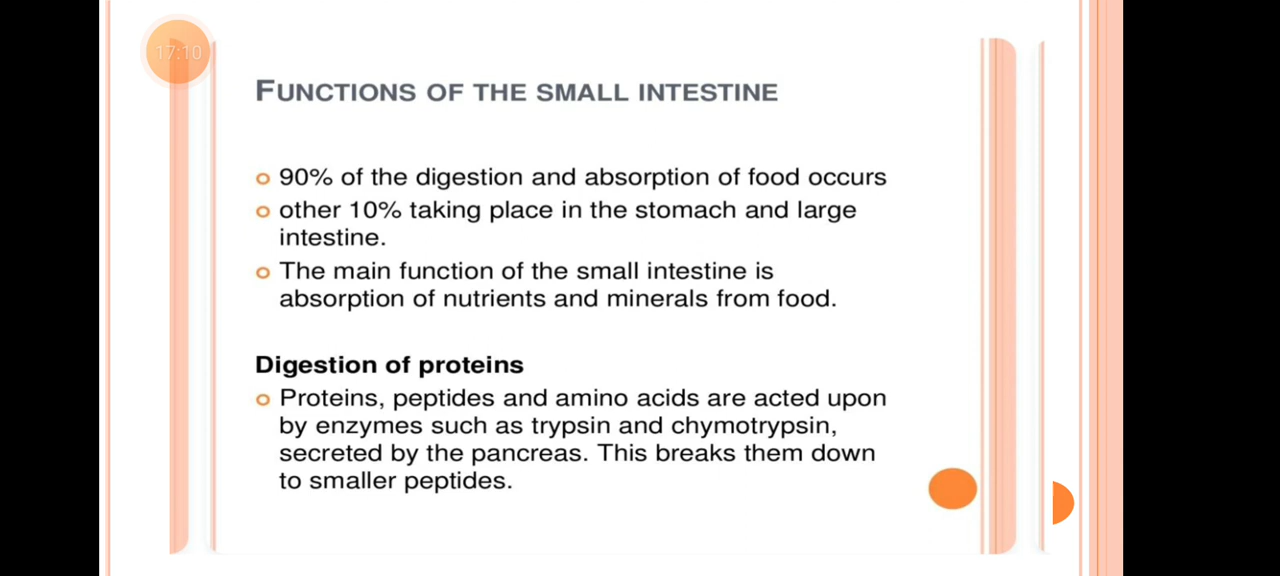 17:10
FUNCTIONS OF THE SMALL INTESTINE
90% of the digestion and absorption of food occurs
other 10% taking place in the stomach and large
intestine.
The main function of the small intestine is
absorption of nutrients and minerals from food.
Digestion of proteins
Proteins, peptides and amino acids are acted upon
by enzymes such as trypsin and chymotrypsin,
secreted by the pancreas. This breaks them down
to smaller peptides.